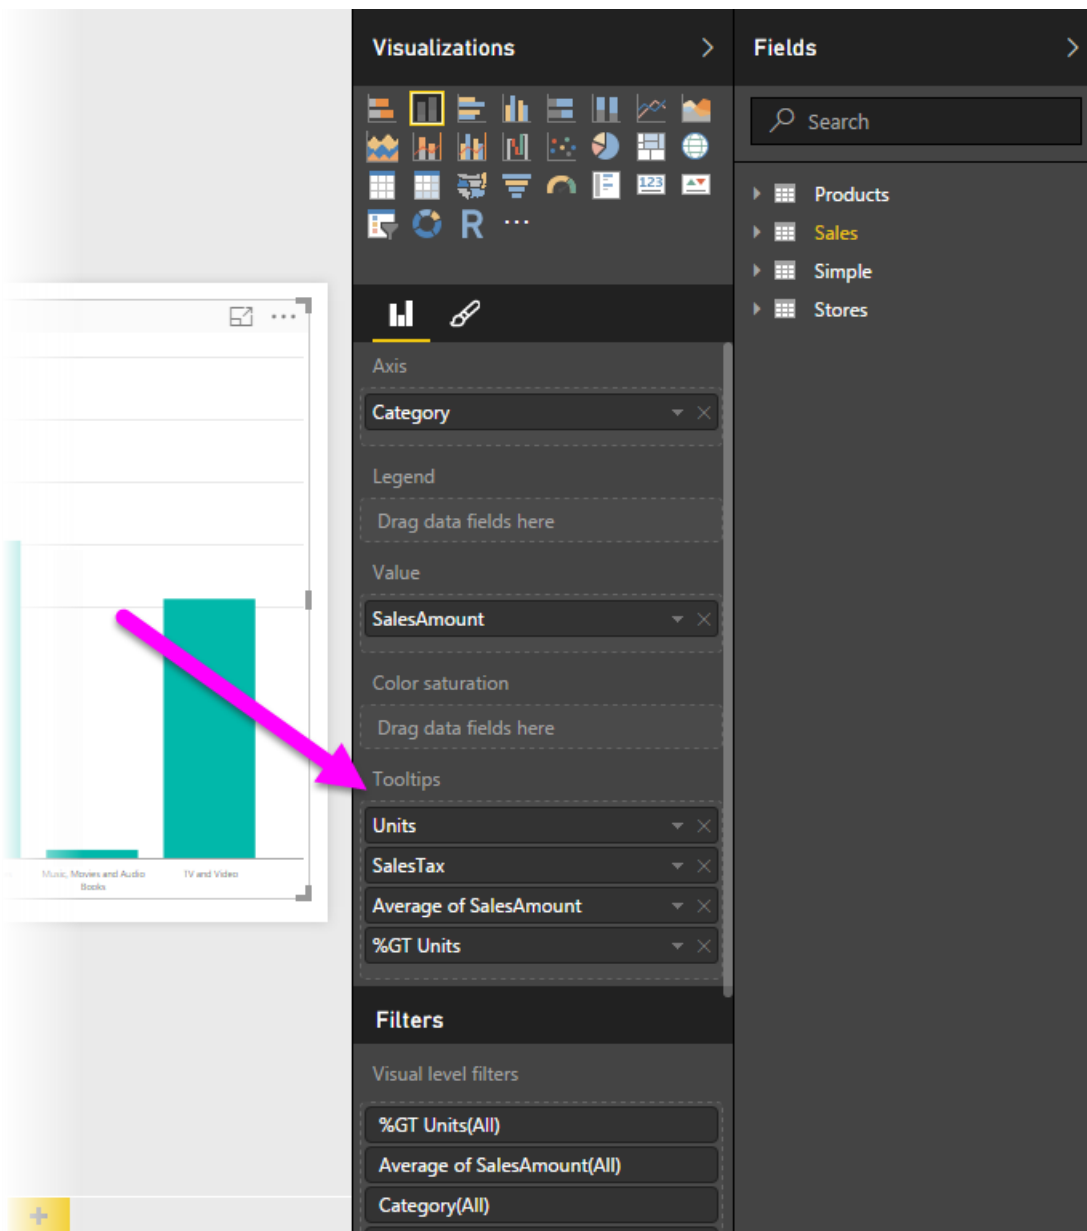 Visualizations
Fields
Search
123
R
Products
Sales
Simple
Stores
Axis
Category
Legend
Drag data fields here
Value
SalesAmount
Color saturation
Drag data fields here
Tooltips
Units
SalesTax
Average of SalesAmount
%GT Units
Music, Movies and Audio
Books
TV and Video
Filters
Visual level filters
%GT Units(All)
Average of SalesAmount(All)
Category(All)